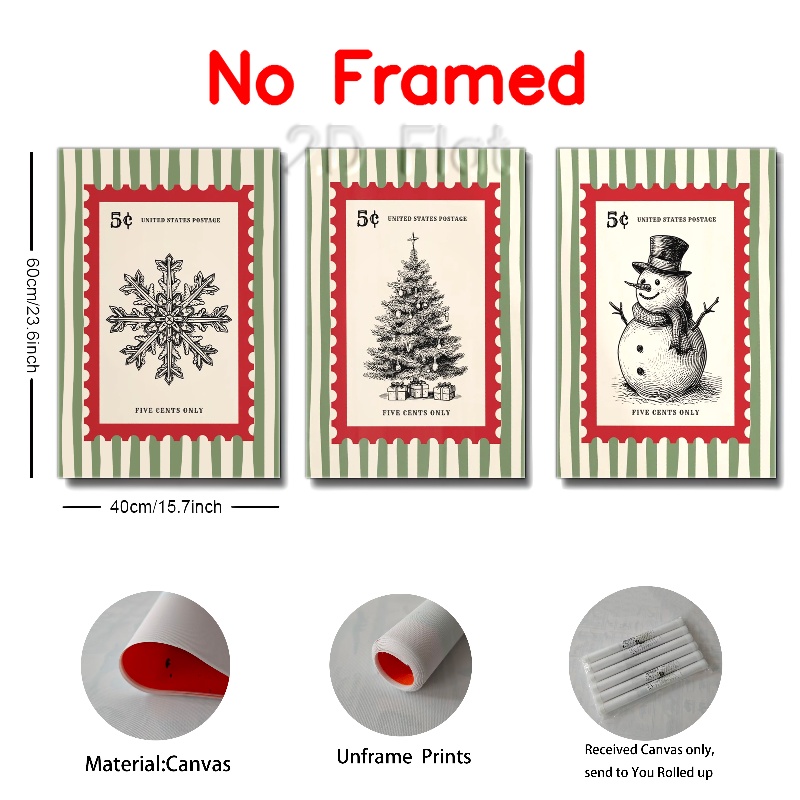 No Framed
2D Flat
5¢ UNITED STATES POSTAGE
FIVE CENTS ONLY
5¢ UNITED STATES POSTAGE
FIVE CENTS ONLY
5¢ UNITED STATES POSTAGE
FIVE CENTS ONLY
60cm/23.6inch
40cm/15.7inch
Material:Canvas
Unframe Prints
Received Canvas only,
send to You Rolled up